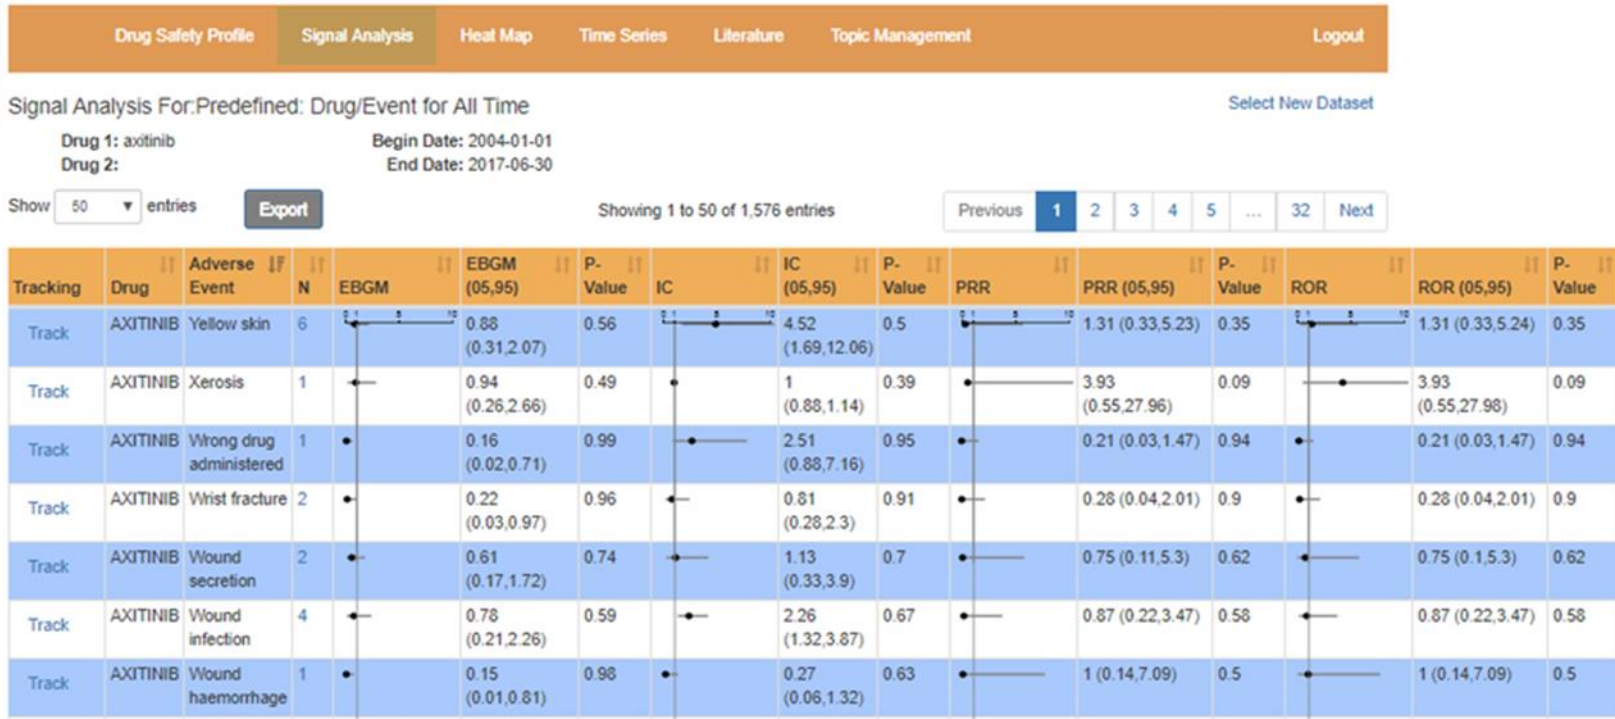 Drug Safety Profile Signal Analysis Heat Map Time Series Literature Topic Management Logout
Signal Analysis For:Predefined: Drug/Event for All Time Select New Dataset
Drug 1: axitinib Begin Date: 2004-01-01
Drug 2: End Date: 2017-06-30
Show 50 entries Export Showing 1 to 50 of 1,576 entries Previous 1 2 3 4 5 ... 32 Next
Adverse EBGM P- IC P- P- P-
Tracking Drug Event N EBGM (05,95) Value IC (05,95) Value PRR PRR (05,95) Value ROR ROR (05,95) Value
Track AXITINIB Yellow skin 6 0 1 5 10 0.88 0.56 0 1 5 10 4.52 0.5 0 1 5 10 1.31 (0.33,5.23) 0.35 0 1 5 10 1.31 (0.33,5.24) 0.35
(0.31,2.07) (1.69,12.06)
Track AXITINIB Xerosis 1 0.94 0.49 1 0.39 3.93 0.09 3.93 0.09
(0.26,2.66) (0.88,1.14) (0.55,27.96) (0.55,27.98)
Track AXITINIB Wrong drug 1 0.16 0.99 2.51 0.95 0.21 (0.03,1.47) 0.94 0.21 (0.03,1.47) 0.94
administered (0.02,0.71) (0.88,7.16)
Track AXITINIB Wrist fracture 2 0.22 0.96 0.81 0.91 0.28 (0.04,2.01) 0.9 0.28 (0.04,2.01) 0.9
(0.03,0.97) (0.28,2.3)
Track AXITINIB Wound 2 0.61 0.74 1.13 0.7 0.75 (0.11,5.3) 0.62 0.75 (0.1,5.3) 0.62
secretion (0.17,1.72) (0.33,3.9)
Track AXITINIB Wound 4 0.78 0.59 2.26 0.67 0.87 (0.22,3.47) 0.58 0.87 (0.22,3.47) 0.58
infection (0.21,2.26) (1.32,3.87)
Track AXITINIB Wound 1 0.15 0.98 0.27 0.63 1 (0.14,7.09) 0.5 1 (0.14,7.09) 0.5
haemorrhage (0.01,0.81) (0.06,1.32)